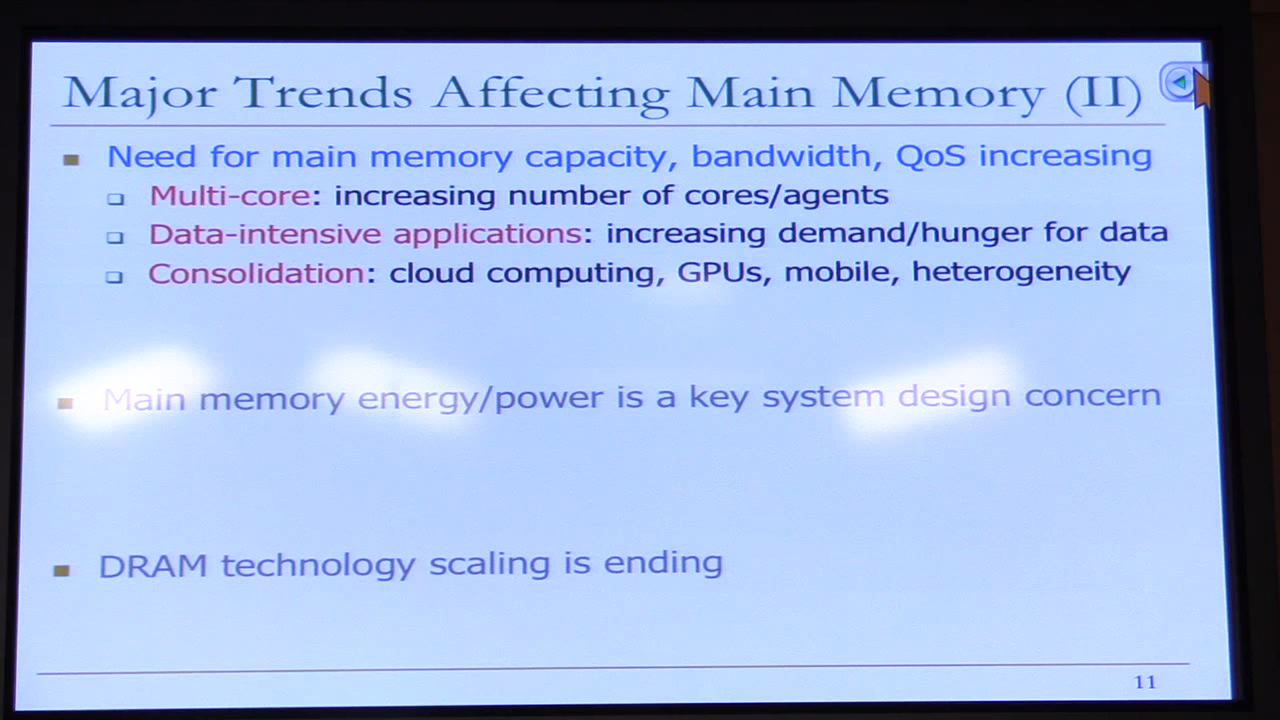 Major Trends Affecting Main Memory (II)
Need for main memory capacity, bandwidth, QoS increasing
Multi-core: increasing number of cores/agents
Data-intensive applications: increasing demand/hunger for data
Consolidation: cloud computing, GPUs, mobile, heterogeneity
Main memory energy/power is a key system design concern
DRAM technology scaling is ending
11